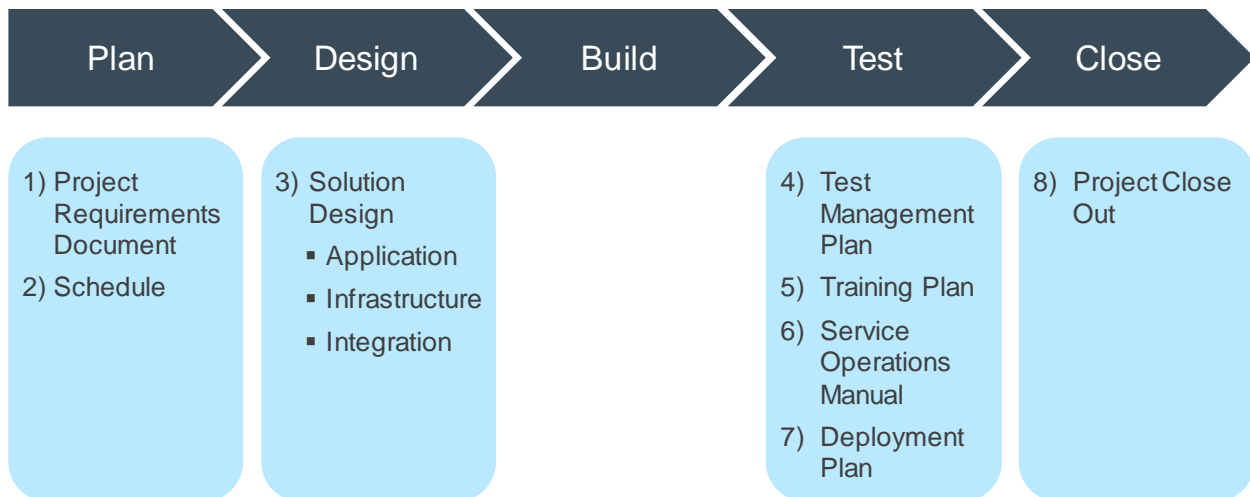 Plan
Design
Build
Test
Close
1) Project
Requirements
Document
2) Schedule
3) Solution
Design
▪ Application
▪ Infrastructure
▪ Integration
4) Test
Management
Plan
5) Training Plan
6) Service
Operations
Manual
7) Deployment
Plan
8) Project Close
Out